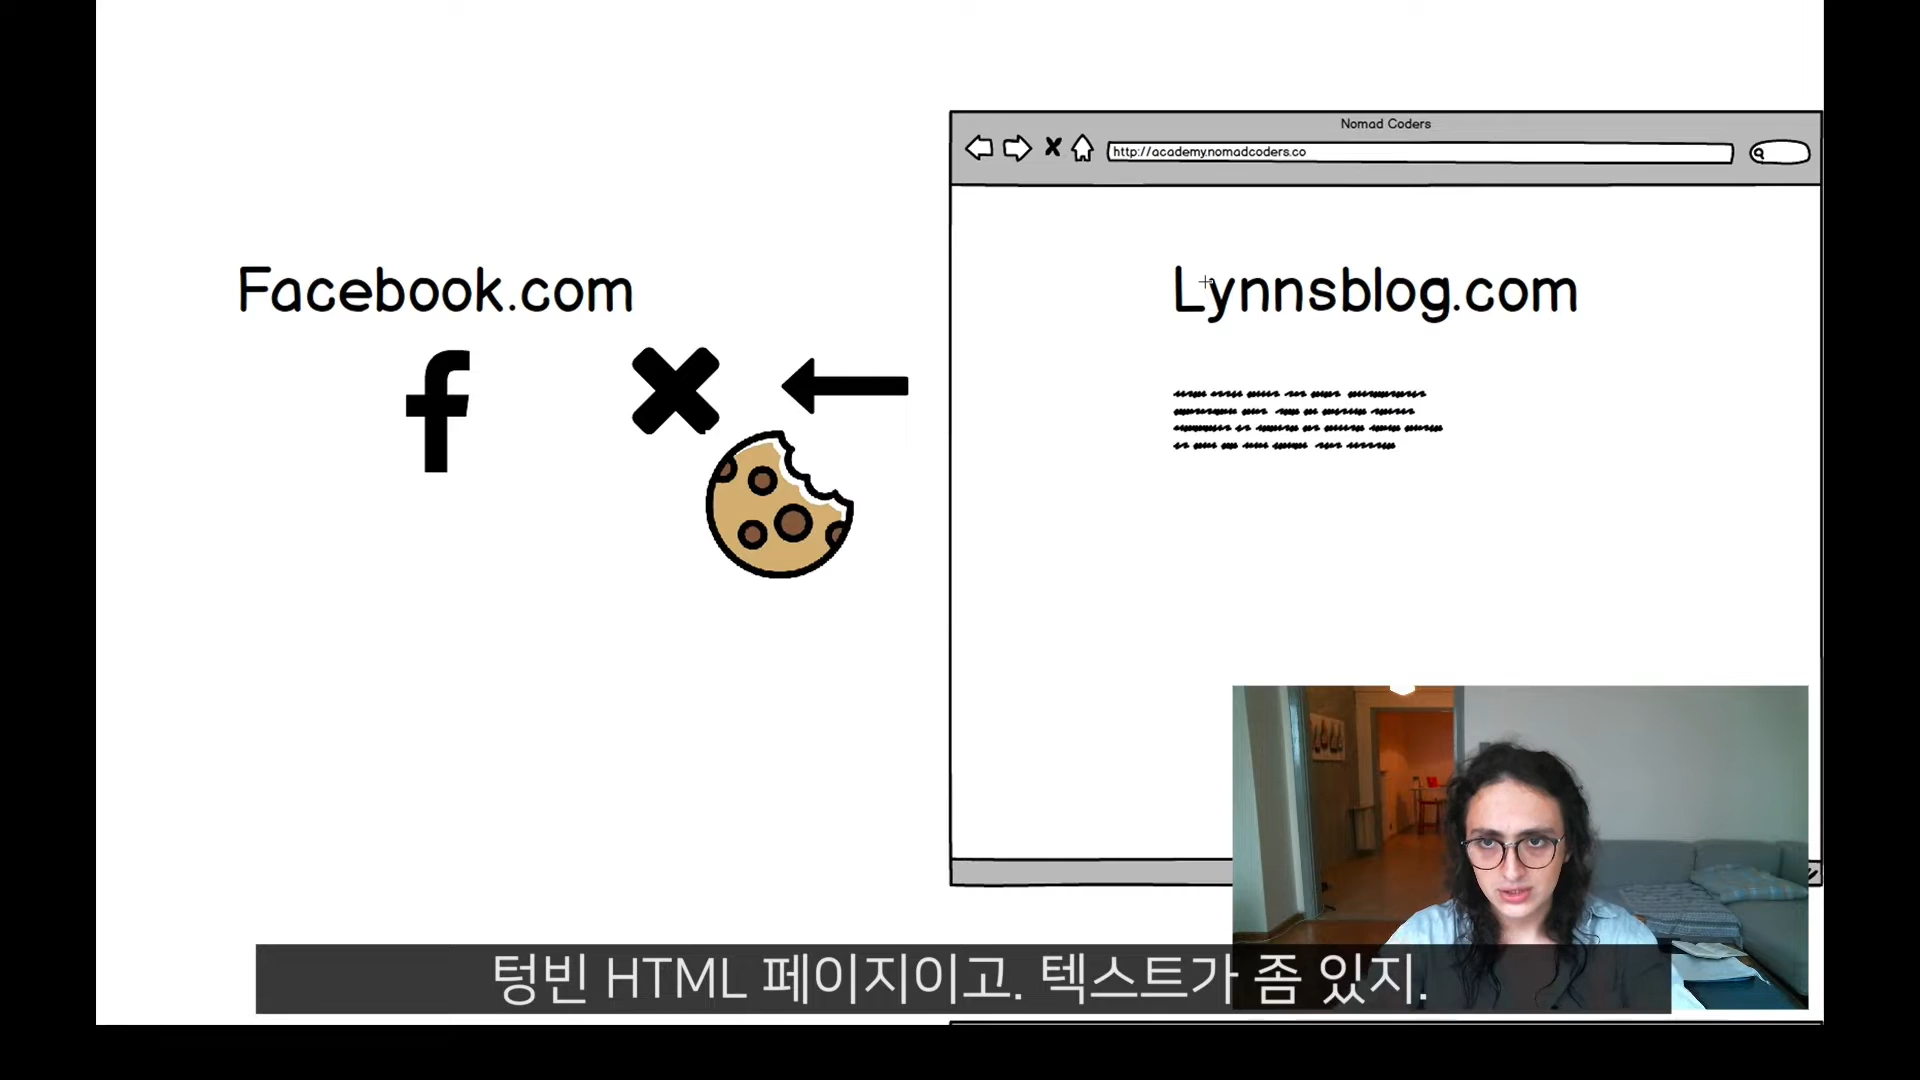 Nomad Coders
http://academy.nomadcoders.co
Facebook.com
Lynnsblog.com
텅빈 HTML 페이지이고. 텍스트가 좀 있지.